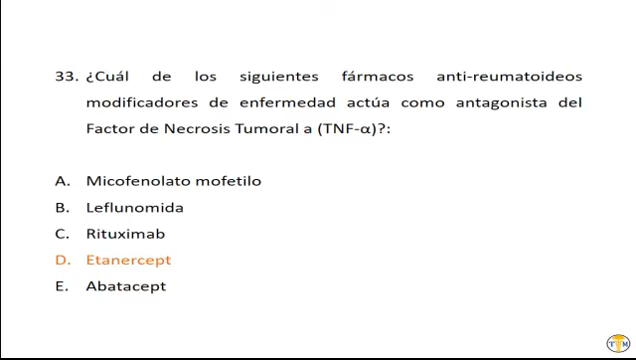 33. ¿Cuál de los siguientes fármacos anti-reumatoideos
modificadores de enfermedad actúa como antagonista del
Factor de Necrosis Tumoral a (TNF-α)?:
A. Micofenolato mofetilo
B. Leflunomida
C. Rituximab
D. Etanercept
E. Abatacept
T M